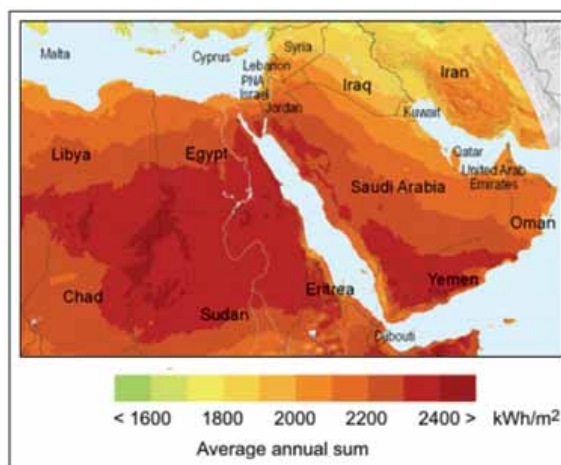 Malta
Cyprus
Syria
Lebanon
PNA
Israel
Iraq
Iran
Jordan
Kuwait
Libya
Egypt
Qatar
Saudi Arabia
United Arab
Emirates
Oman
Chad
Sudan
Eritrea
Yemen
Djibouti
< 1600 1800 2000 2200 2400 > kWh/m²
Average annual sum